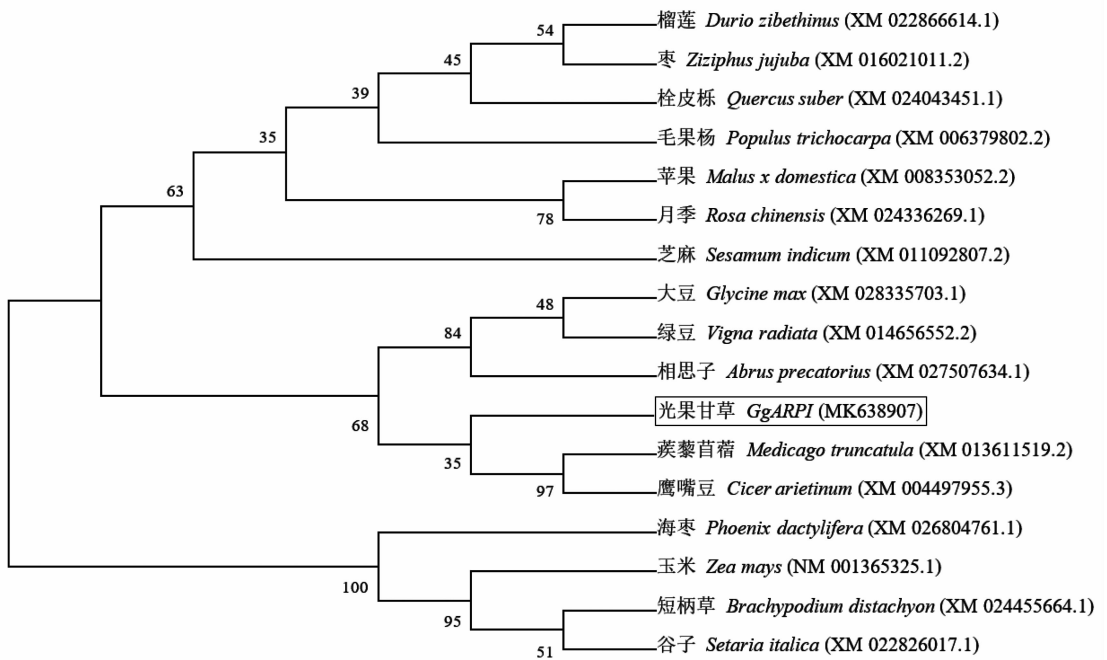 榴莲 Durio zibethinus (XM 022866614.1)
54
枣 Ziziphus jujuba (XM 016021011.2)
45
栓皮栎 Quercus suber (XM 024043451.1)
39
毛果杨 Populus trichocarpa (XM 006379802.2)
35
苹果 Malus x domestica (XM 008353052.2)
63
月季 Rosa chinensis (XM 024336269.1)
78
芝麻 Sesamum indicum (XM 011092807.2)
大豆 Glycine max (XM 028335703.1)
48
绿豆 Vigna radiata (XM 014656552.2)
84
相思子 Abrus precatorius (XM 027507634.1)
光果甘草 GgARPI (MK638907)
68
蒺藜苜蓿 Medicago truncatula (XM 013611519.2)
35
鹰嘴豆 Cicer arietinum (XM 004497955.3)
97
海枣 Phoenix dactylifera (XM 026804761.1)
玉米 Zea mays (NM 001365325.1)
100
短柄草 Brachypodium distachyon (XM 024455664.1)
95
谷子 Setaria italica (XM 022826017.1)
51